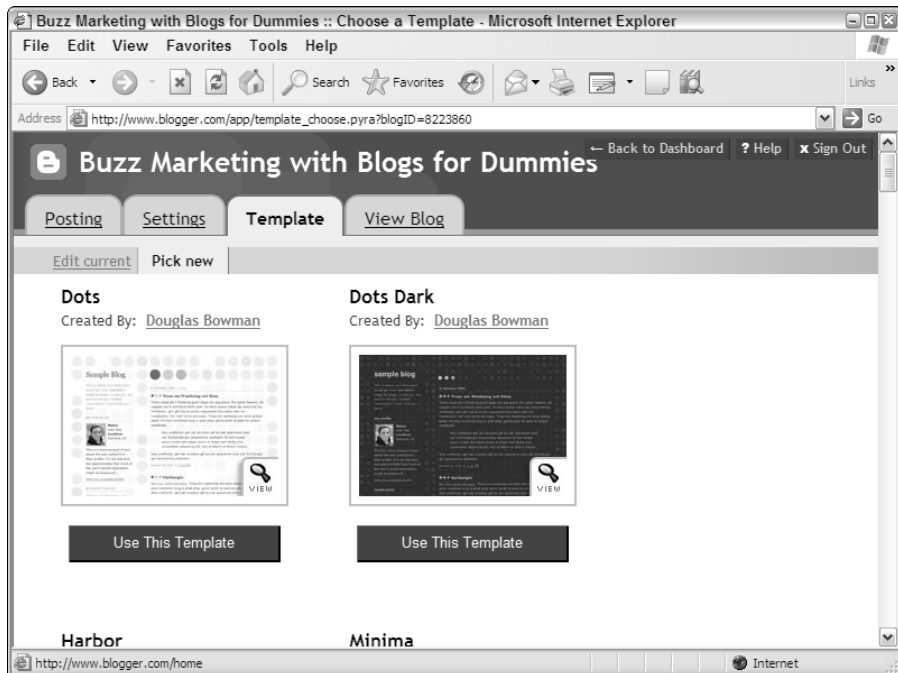 Buzz Marketing with Blogs for Dummies :: Choose a Template - Microsoft Internet Explorer
File Edit View Favorites Tools Help
Back Search Favorites Links »
Address http://www.blogger.com/app/template_choose.pyra?blogID=8223860 Go
← Back to Dashboard ? Help x Sign Out
Buzz Marketing with Blogs for Dummies
Posting Settings Template View Blog
Edit current Pick new
Dots Dots Dark
Created By: Douglas Bowman Created By: Douglas Bowman
Sample Blog sample blog
VIEW VIEW
Use This Template Use This Template
Harbor Minima
http://www.blogger.com/home Internet